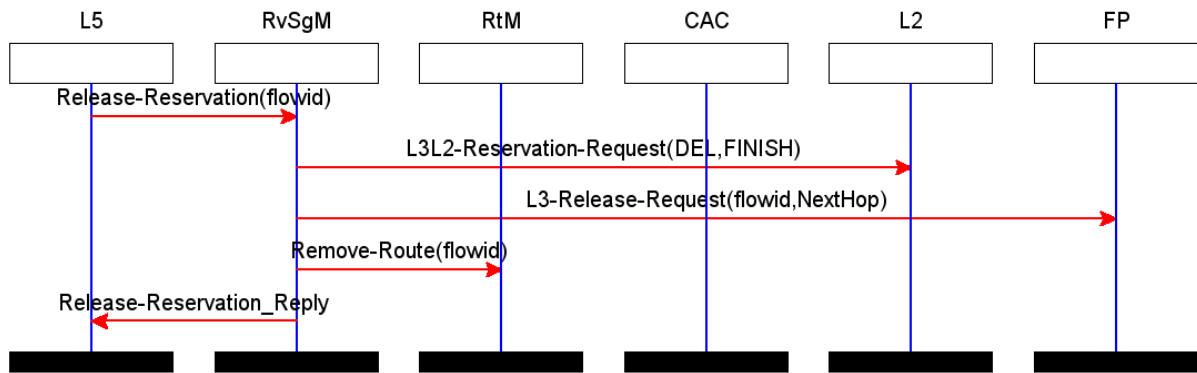 L5 RvSgM RtM CAC L2 FP
Release-Reservation(flowid)
L3L2-Reservation-Request(DEL,FINISH)
L3-Release-Request(flowid,NextHop)
Remove-Route(flowid)
Release-Reservation_Reply